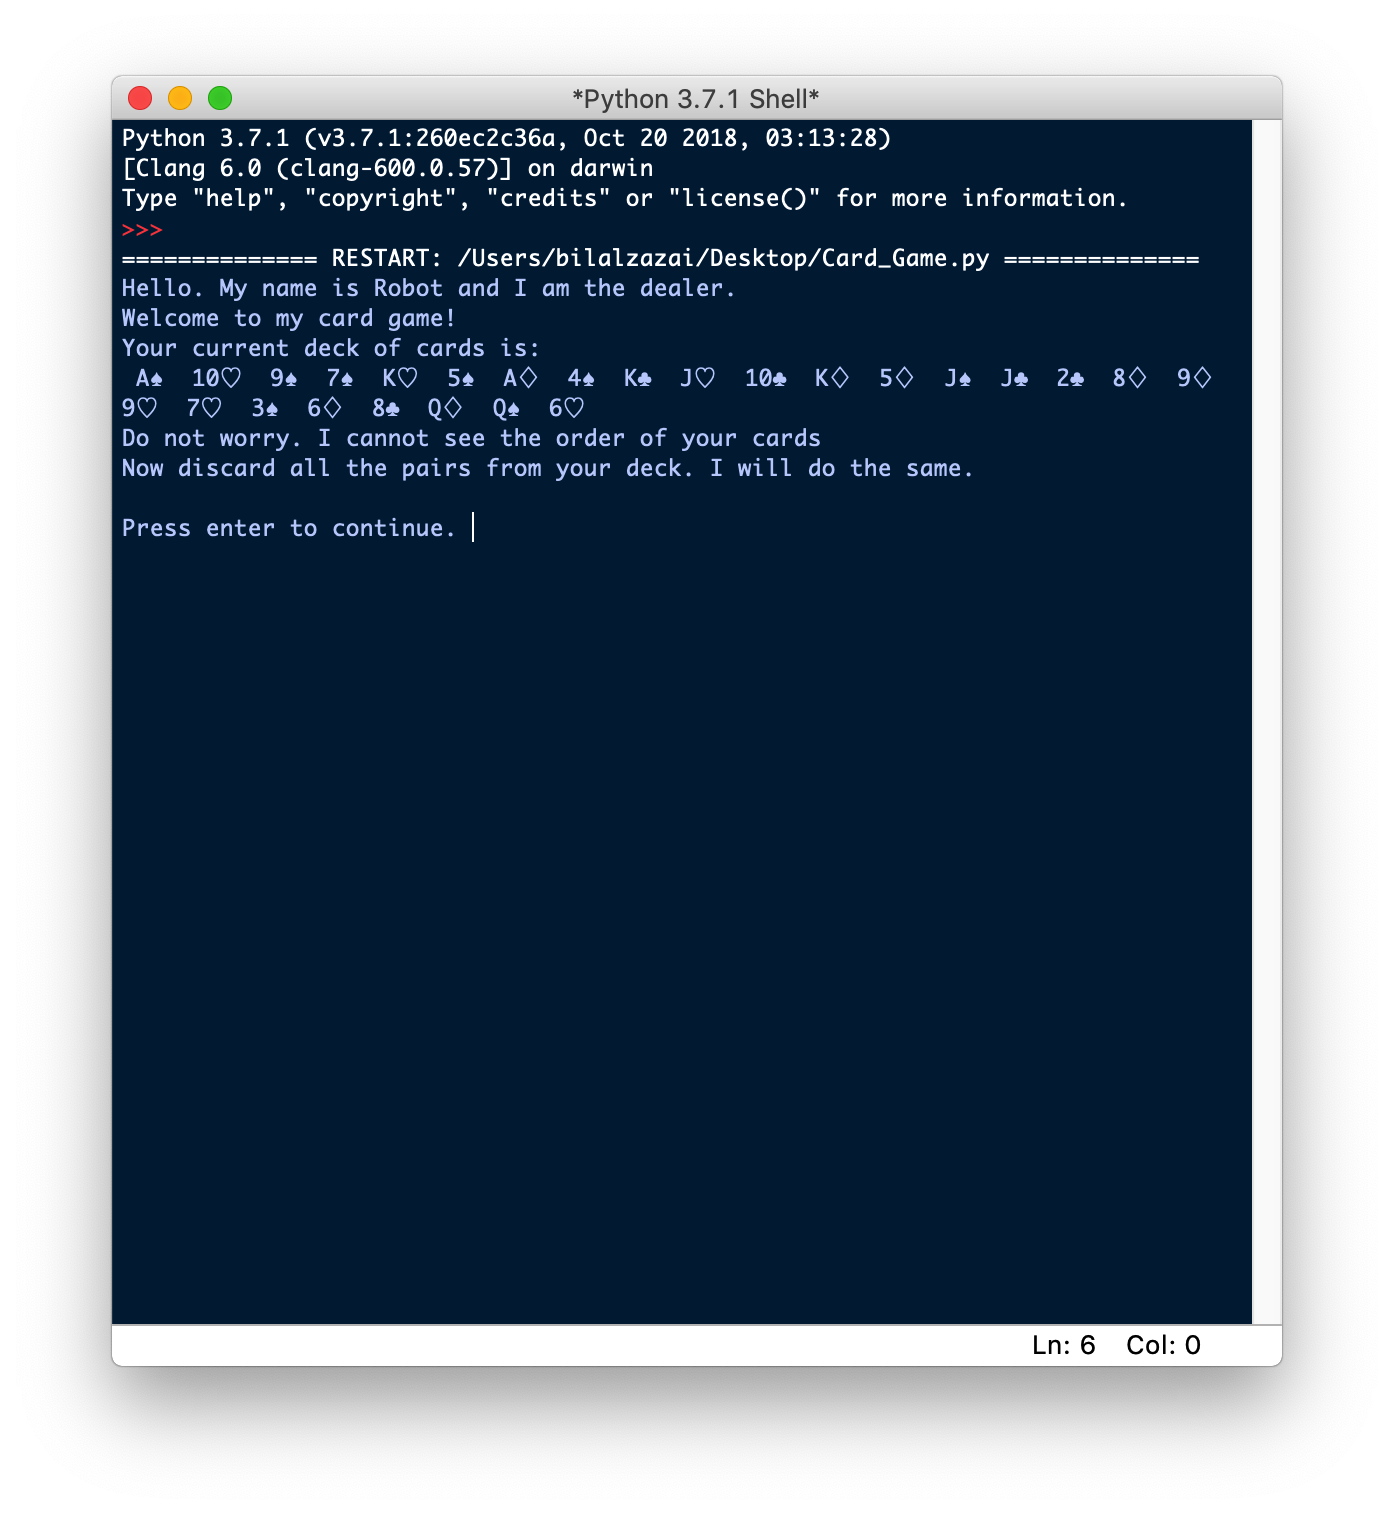 *Python 3.7.1 Shell*
Python 3.7.1 (v3.7.1:260ec2c36a, Oct 20 2018, 03:13:28)
[Clang 6.0 (clang-600.0.57)] on darwin
Type "help", "copyright", "credits" or "license()" for more information.
>>>
============== RESTART: /Users/bilalzazai/Desktop/Card_Game.py ==============
Hello. My name is Robot and I am the dealer.
Welcome to my card game!
Your current deck of cards is:
A♠  10♡  9♠  7♠  K♡  5♠  A♢  4♠  K♣  J♡  10♣  K♢  5♢  J♠  J♣  2♣  8♢  9♢
9♡  7♡  3♠  6♢  8♣  Q♢  Q♠  6♡
Do not worry. I cannot see the order of your cards
Now discard all the pairs from your deck. I will do the same.
Press enter to continue.
Ln: 6  Col: 0